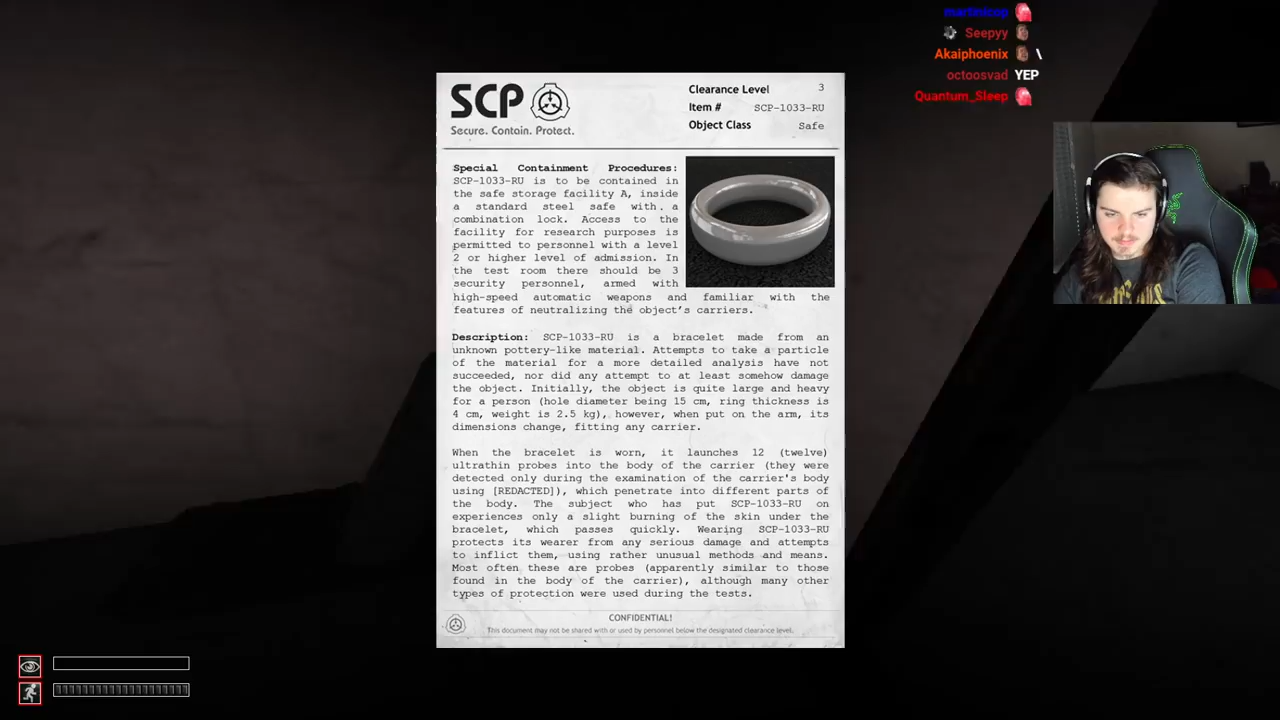 martinicop
Seepyy
Akaiphoenix \
octoosvad YEP
Quantum_Sleep
SCP
Secure. Contain. Protect.
Clearance Level 3
Item # SCP-1033-RU
Object Class Safe
Special Containment Procedures:
SCP-1033-RU is to be contained in
the safe storage facility A, inside
a standard steel safe with a
combination lock. Access to the
facility for research purposes is
permitted to personnel with a level
2 or higher level of admission. In
the test room there should be 3
security personnel, armed with
high-speed automatic weapons and familiar with the
features of neutralizing the object's carriers.
Description: SCP-1033-RU is a bracelet made from an
unknown pottery-like material. Attempts to take a particle
of the material for a more detailed analysis have not
succeeded, nor did any attempt to at least somehow damage
the object. Initially, the object is quite large and heavy
for a person (hole diameter being 15 cm, ring thickness is
4 cm, weight is 2.5 kg), however, when put on the arm, its
dimensions change, fitting any carrier.
When the bracelet is worn, it launches 12 (twelve)
ultrathin probes into the body of the carrier (they were
detected only during the examination of the carrier's body
using [REDACTED]), which penetrate into different parts of
the body. The subject who has put SCP-1033-RU on
experiences only a slight burning of the skin under the
bracelet, which passes quickly. Wearing SCP-1033-RU
protects its wearer from any serious damage and attempts
to inflict them, using rather unusual methods and means.
Most often these are probes (apparently similar to those
found in the body of the carrier), although many other
types of protection were used during the tests.
CONFIDENTIAL!
This document may not be shared with or used by personnel below the designated clearance level.